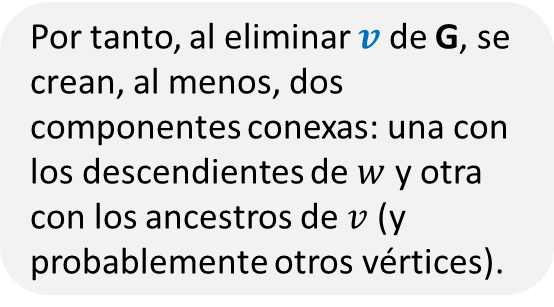 Por tanto, al eliminar 𝒗 de G, se
crean, al menos, dos
componentes conexas: una con
los descendientes de 𝑤 y otra
con los ancestros de 𝑣 (y
probablemente otros vértices).